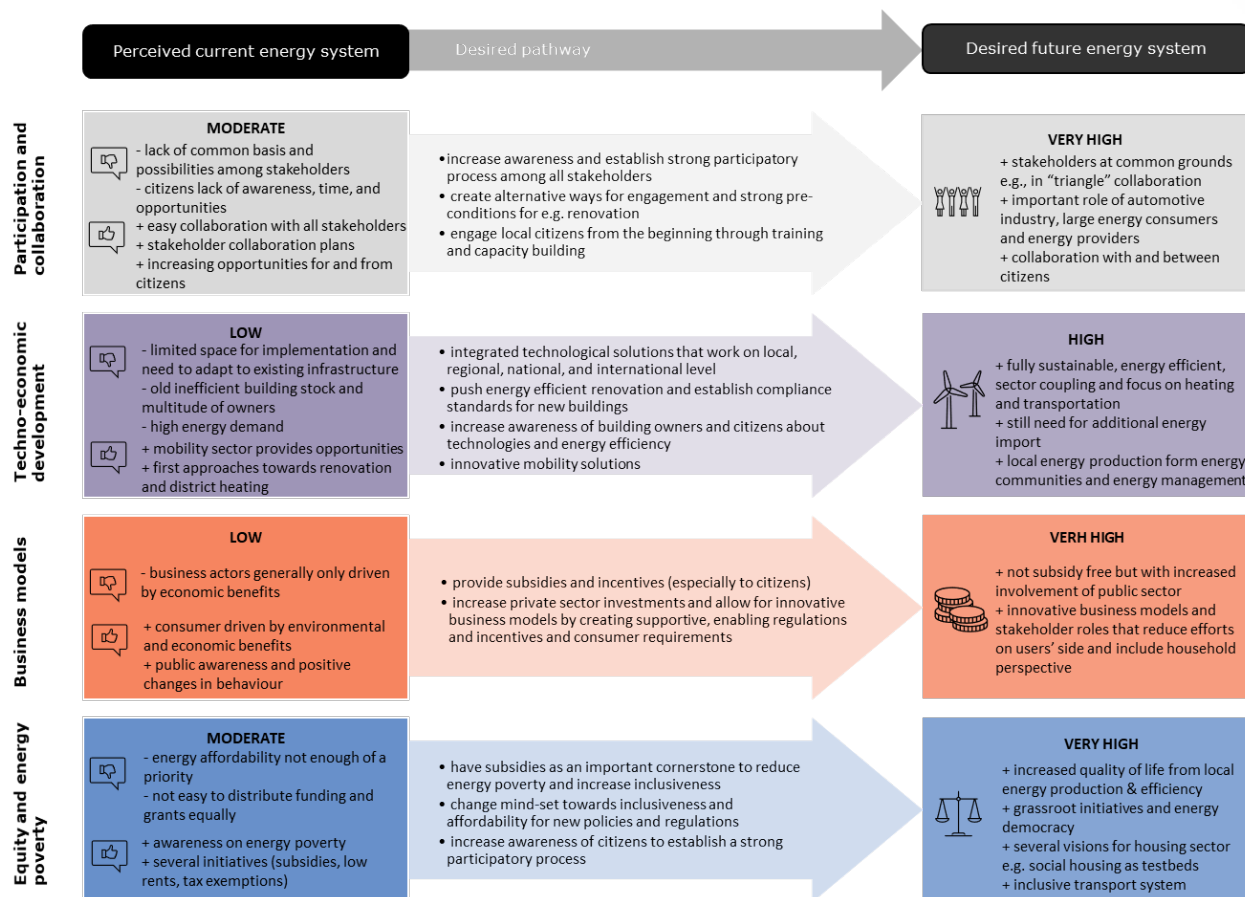 Perceived current energy system
Desired pathway
Desired future energy system
Participation and
collaboration
MODERATE
- lack of common basis and
possibilities among stakeholders
- citizens lack of awareness, time, and
opportunities
+ easy collaboration with all stakeholders
+ stakeholder collaboration plans
+ increasing opportunities for and from
citizens
•increase awareness and establish strong participatory
process among all stakeholders
• create alternative ways for engagement and strong pre-
conditions for e.g. renovation
• engage local citizens from the beginning through training
and capacity building
VERY HIGH
+ stakeholders at common grounds
e.g., in “triangle” collaboration
+ important role of automotive
industry, large energy consumers
and energy providers
+ collaboration with and between
citizens
Techno-economic
development
LOW
- limited space for implementation and
need to adapt to existing infrastructure
- old inefficient building stock and
multitude of owners
- high energy demand
+ mobility sector provides opportunities
+ first approaches towards renovation
and district heating
• integrated technological solutions that work on local,
regional, national, and international level
• push energy efficient renovation and establish compliance
standards for new buildings
• increase awareness of building owners and citizens about
technologies and energy efficiency
• innovative mobility solutions
HIGH
+ fully sustainable, energy efficient,
sector coupling and focus on heating
and transportation
+ still need for additional energy
import
+ local energy production form energy
communities and energy management
Business models
LOW
- business actors generally only driven
by economic benefits
+ consumer driven by environmental
and economic benefits
+ public awareness and positive
changes in behaviour
• provide subsidies and incentives (especially to citizens)
• increase private sector investments and allow for innovative
business models by creating supportive, enabling regulations
and incentives and consumer requirements
VERH HIGH
+ not subsidy free but with increased
involvement of public sector
+ innovative business models and
stakeholder roles that reduce efforts
on users’ side and include household
perspective
Equity and energy
poverty
MODERATE
- energy affordability not enough of a
priority
- not easy to distribute funding and
grants equally
+ awareness on energy poverty
+ several initiatives (subsidies, low
rents, tax exemptions)
• have subsidies as an important cornerstone to reduce
energy poverty and increase inclusiveness
• change mind-set towards inclusiveness and
affordability for new policies and regulations
• increase awareness of citizens to establish a strong
participatory process
VERY HIGH
+ increased quality of life from local
energy production & efficiency
+ grassroot initiatives and energy
democracy
+ several visions for housing sector
e.g. social housing as testbeds
+ inclusive transport system